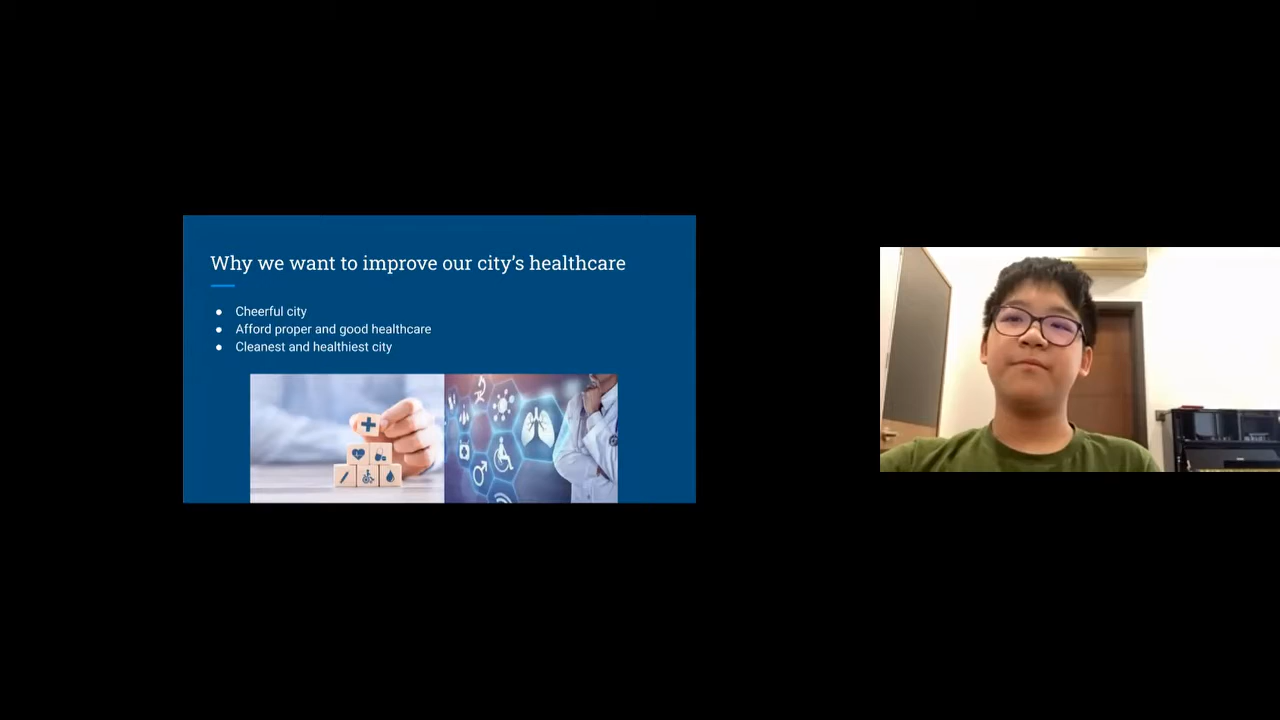 Why we want to improve our city’s healthcare
● Cheerful city
● Afford proper and good healthcare
● Cleanest and healthiest city